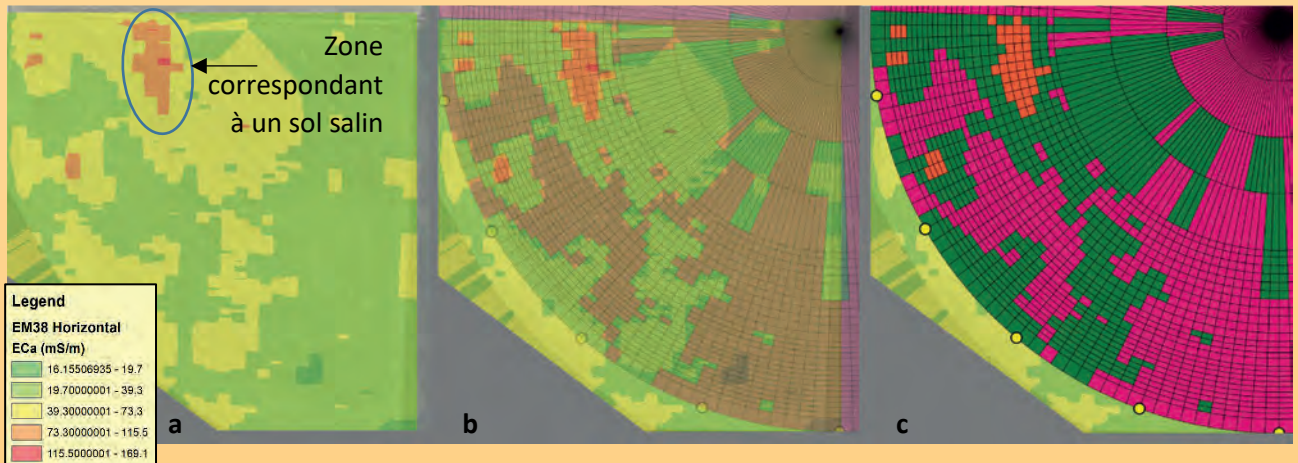 Zone
correspondant
à un sol salin
Legend
EM38 Horizontal
ECa (mS/m)
16.15506935 - 19.7
19.70000001 - 39.3
39.30000001 - 73.3
73.30000001 - 115.5
115.5000001 - 169.1
a
b
c